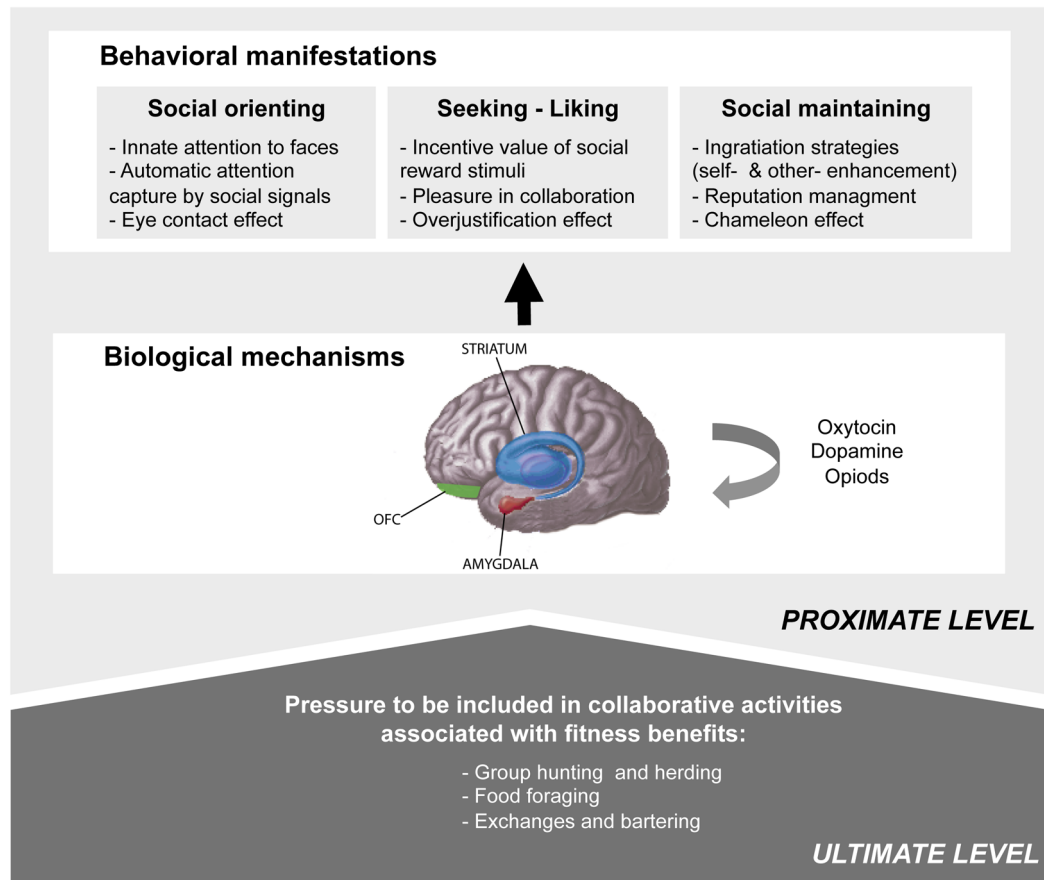 Behavioral manifestations
Social orienting
- Innate attention to faces
- Automatic attention
capture by social signals
- Eye contact effect
Seeking - Liking
- Incentive value of social
reward stimuli
- Pleasure in collaboration
- Overjustification effect
Social maintaining
- Ingratiation strategies
(self- & other- enhancement)
- Reputation managment
- Chameleon effect
Biological mechanisms
STRIATUM
OFC
AMYGDALA
Oxytocin
Dopamine
Opiods
PROXIMATE LEVEL
Pressure to be included in collaborative activities
associated with fitness benefits:
- Group hunting and herding
- Food foraging
- Exchanges and bartering
ULTIMATE LEVEL